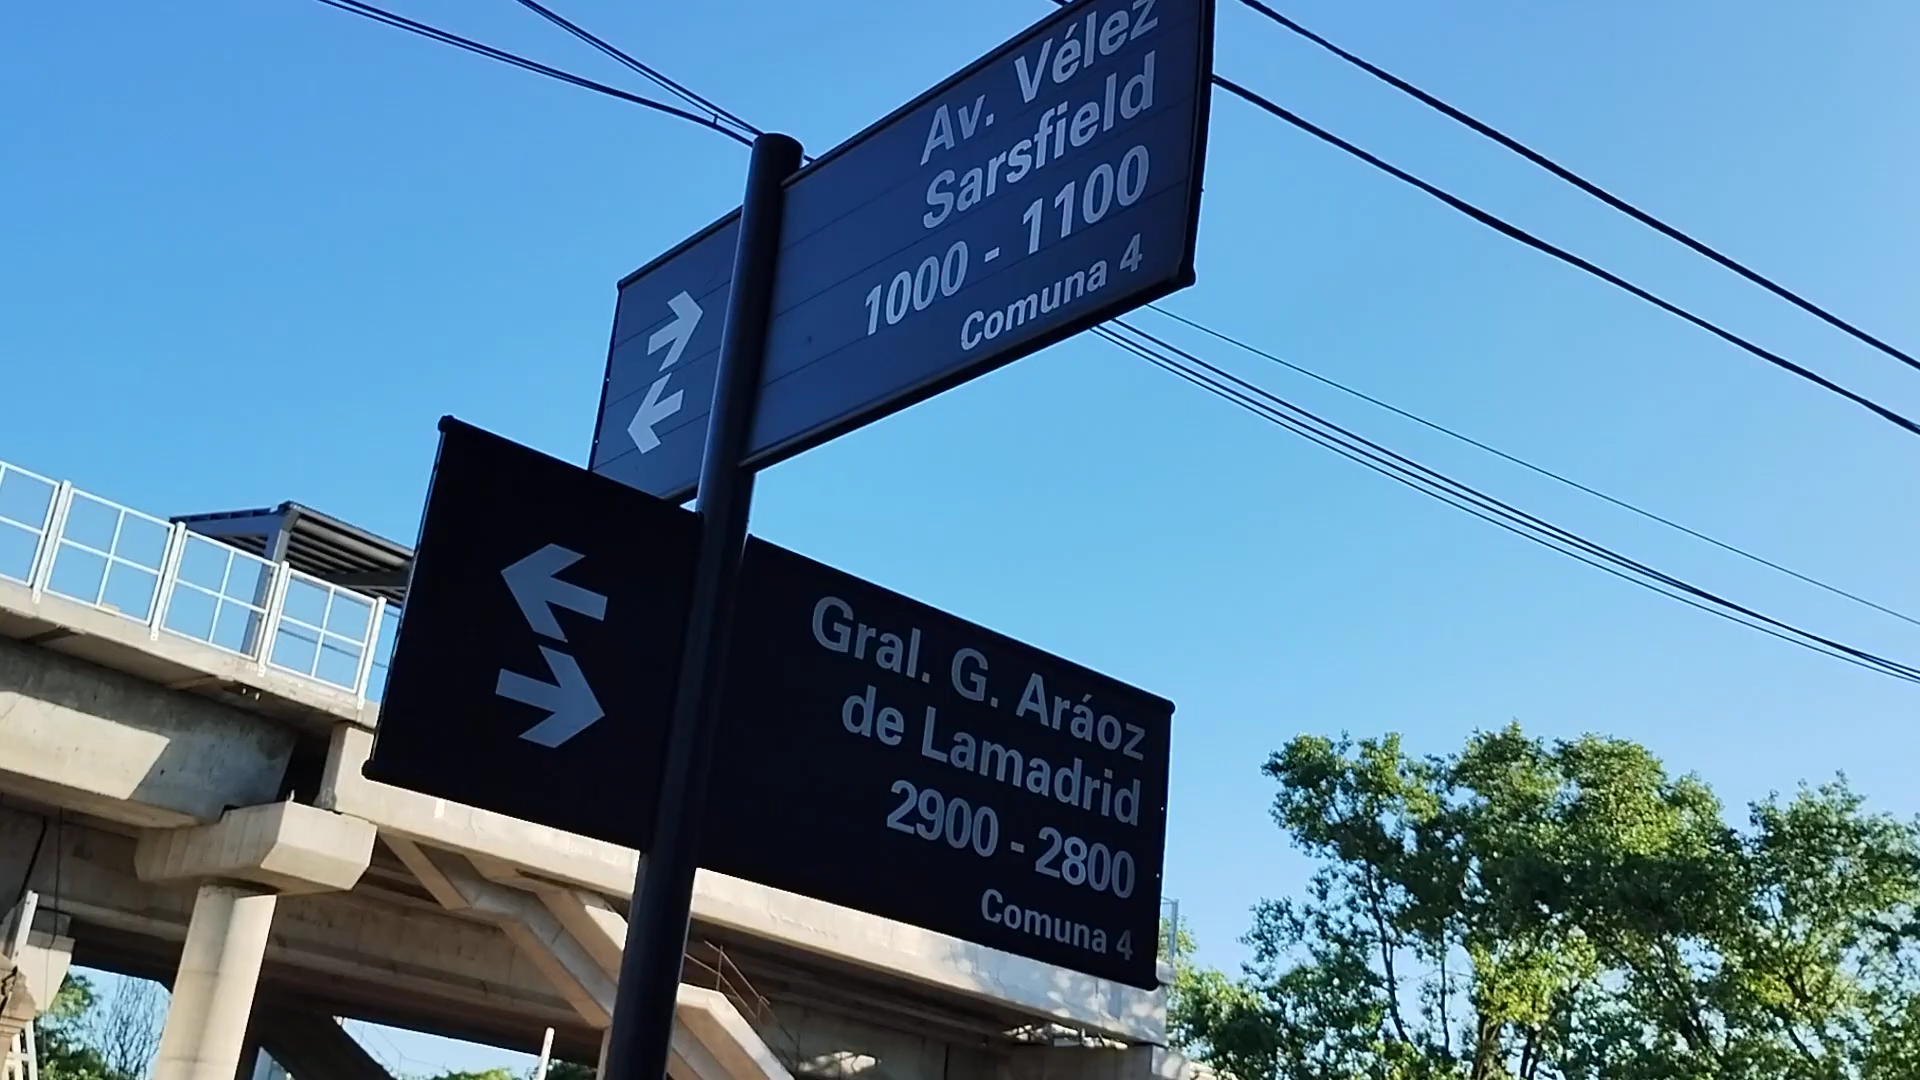 Av. Vélez
Sarsfield
1000 - 1100
Comuna 4
Gral. G. Aráoz
de Lamadrid
2900 - 2800
Comuna 4